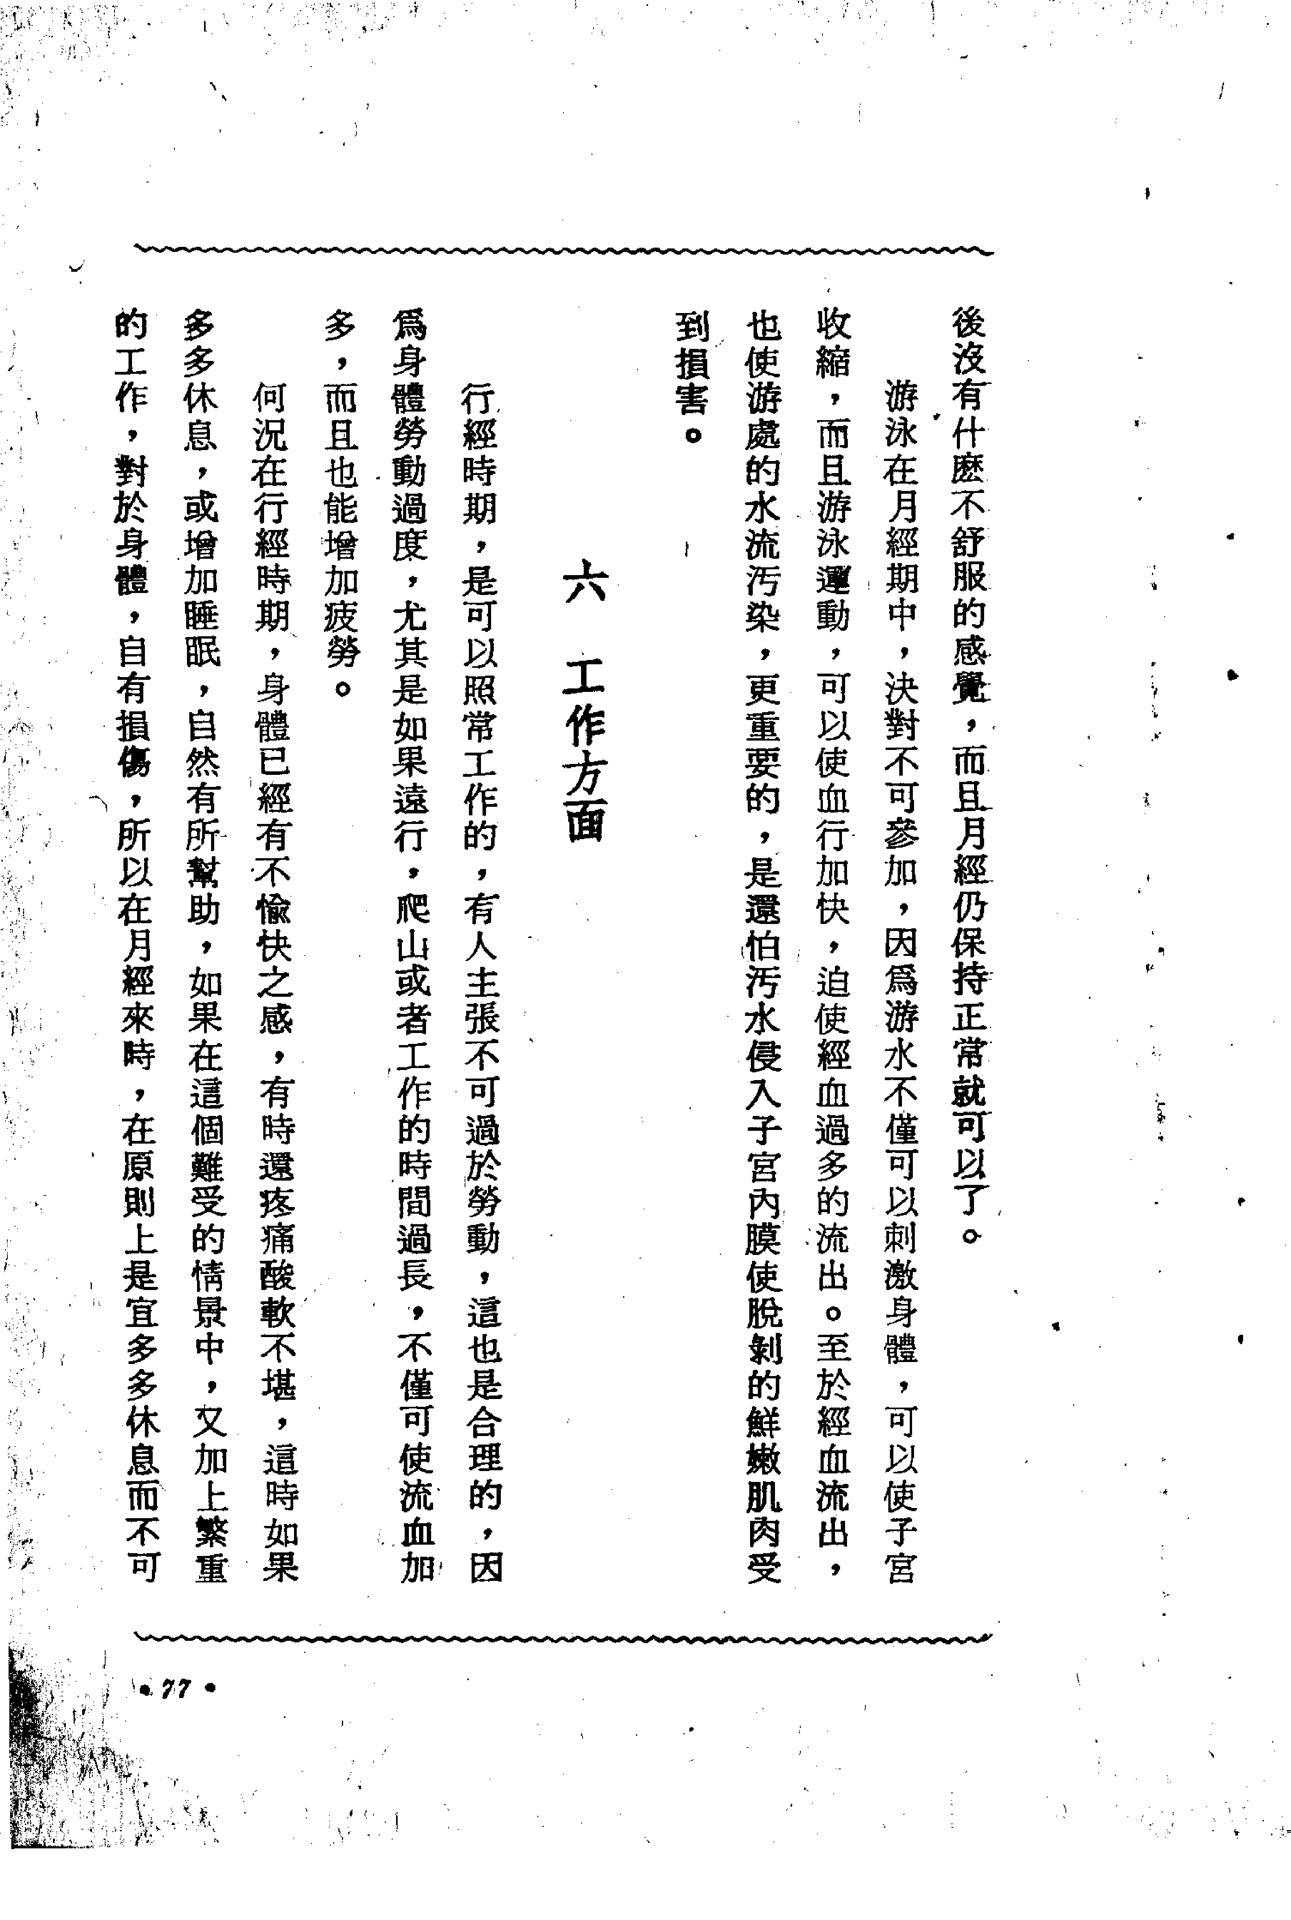 後沒有什麽不舒服的感覺，而且月經仍保持正常就可以了。
游泳在月經期中，決對不可參加，因爲游水不僅可以刺激身體，可以使子宮
收縮，而且游泳運動，可以使血行加快，迫使經血過多的流出。至於經血流出，
也使游處的水流污染，更重要的，是還怕污水侵入子宮內膜使脫剝的鮮嫩肌肉受
到損害。
六 工作方面
行經時期，是可以照常工作的，有人主張不可過於勞動，這也是合理的，因
爲身體勞動過度，尤其是如果遠行，爬山或者工作的時間過長，不僅可使流血加
多，而且也能增加疲勞。
何況在行經時期，身體已經有不愉快之感，有時還疼痛酸軟不堪，這時如果
多多休息，或增加睡眠，自然有所幫助，如果在這個難受的情景中，又加上繁重
的工作，對於身體，自有損傷，所以在月經來時，在原則上是宜多多休息而不可
•77•